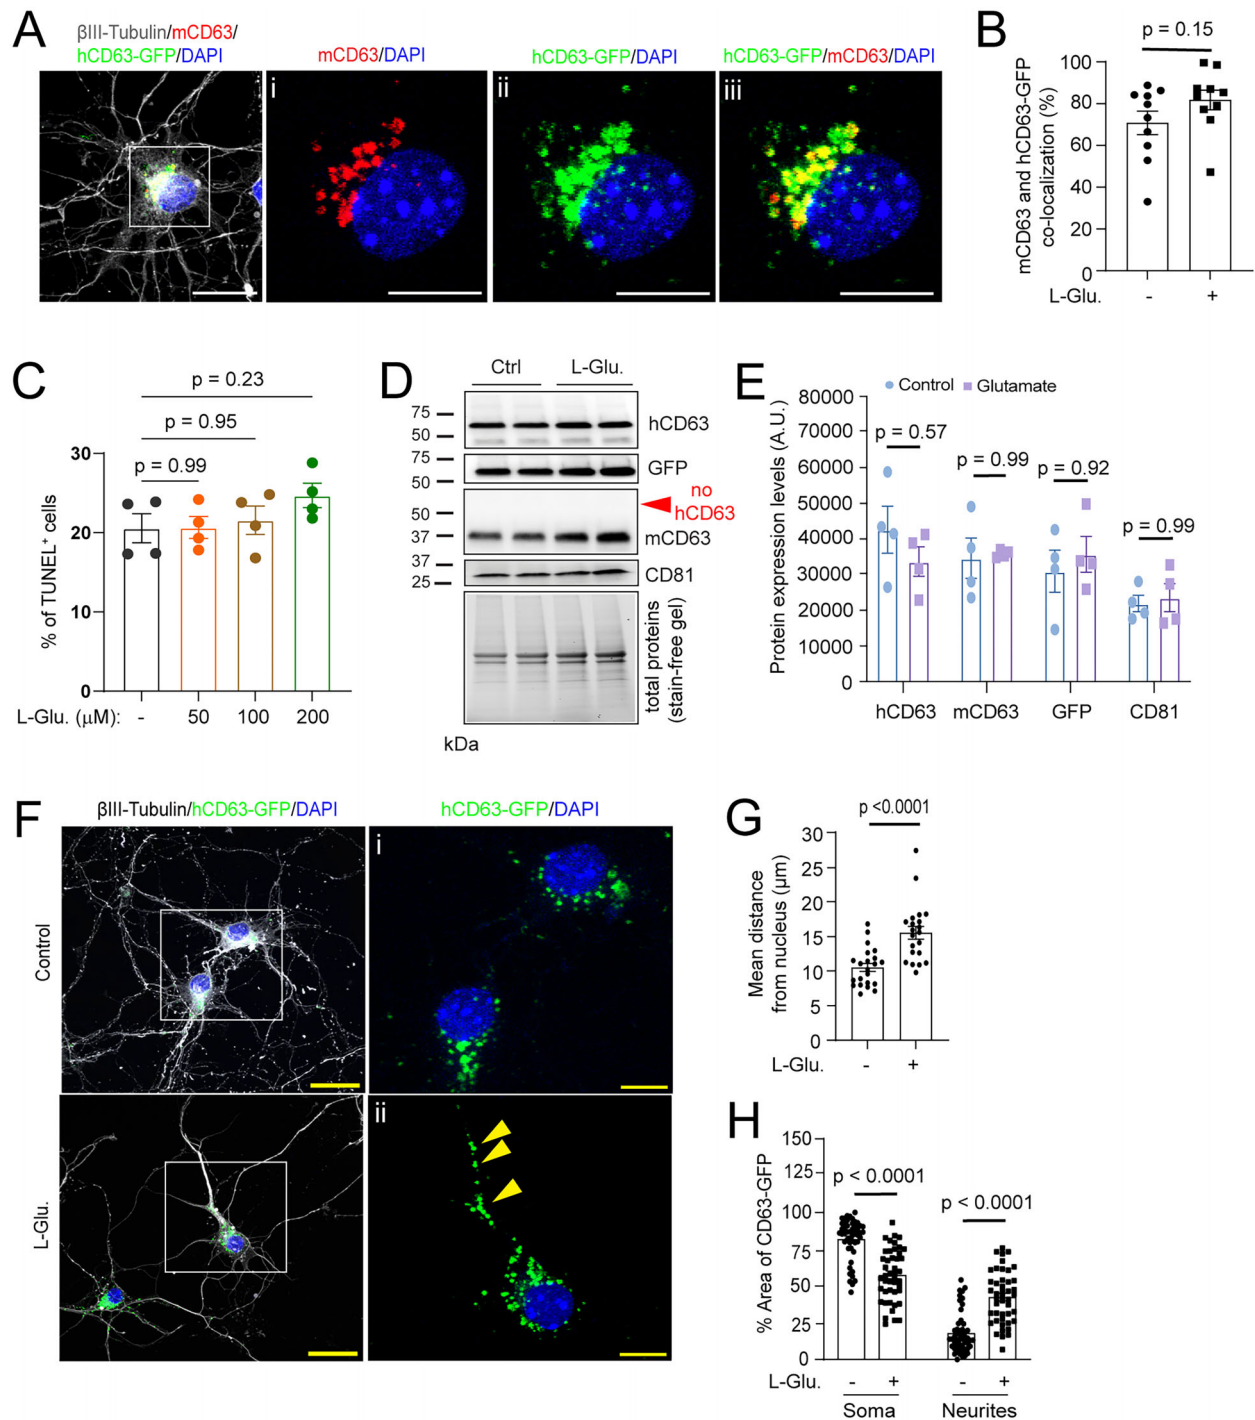 A
βIII-Tubulin/mCD63/
hCD63-GFP/DAPI
mCD63/DAPI
hCD63-GFP/DAPI
hCD63-GFP/mCD63/DAPI
i
ii
iii
B
p = 0.15
mCD63 and hCD63-GFP
co-localization (%)
100
80
60
40
20
0
L-Glu.
-
+
C
p = 0.23
p = 0.95
p = 0.99
% of TUNEL⁺ cells
30
20
10
0
L-Glu. (μM):
-
50
100
200
D
Ctrl
L-Glu.
75
50
hCD63
75
50
GFP
50
37
no
hCD63
mCD63
37
25
CD81
total proteins
(stain-free gel)
kDa
E
Control
Glutamate
Protein expression levels (A.U.)
80000
70000
60000
50000
40000
30000
20000
10000
0
p = 0.57
p = 0.99
p = 0.92
p = 0.99
hCD63
mCD63
GFP
CD81
F
βIII-Tubulin/hCD63-GFP/DAPI
hCD63-GFP/DAPI
Control
i
L-Glu.
ii
G
p <0.0001
Mean distance
from nucleus (μm)
30
25
20
15
10
5
0
L-Glu.
-
+
H
% Area of CD63-GFP
150
125
100
75
50
25
0
p < 0.0001
p < 0.0001
L-Glu.
-
+
-
+
Soma
Neurites